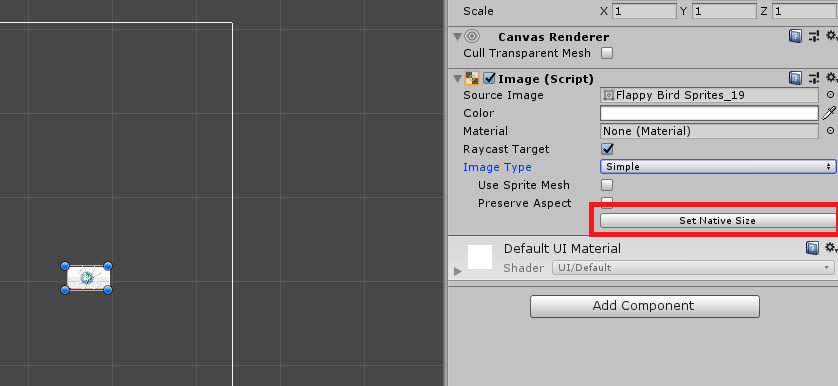 Scale X 1 Y 1 Z 1
Canvas Renderer
Cull Transparent Mesh
Image (Script)
Source Image Flappy Bird Sprites_19
Color
Material None (Material)
Raycast Target
Image Type Simple
Use Sprite Mesh
Preserve Aspect
Set Native Size
Default UI Material
Shader UI/Default
Add Component